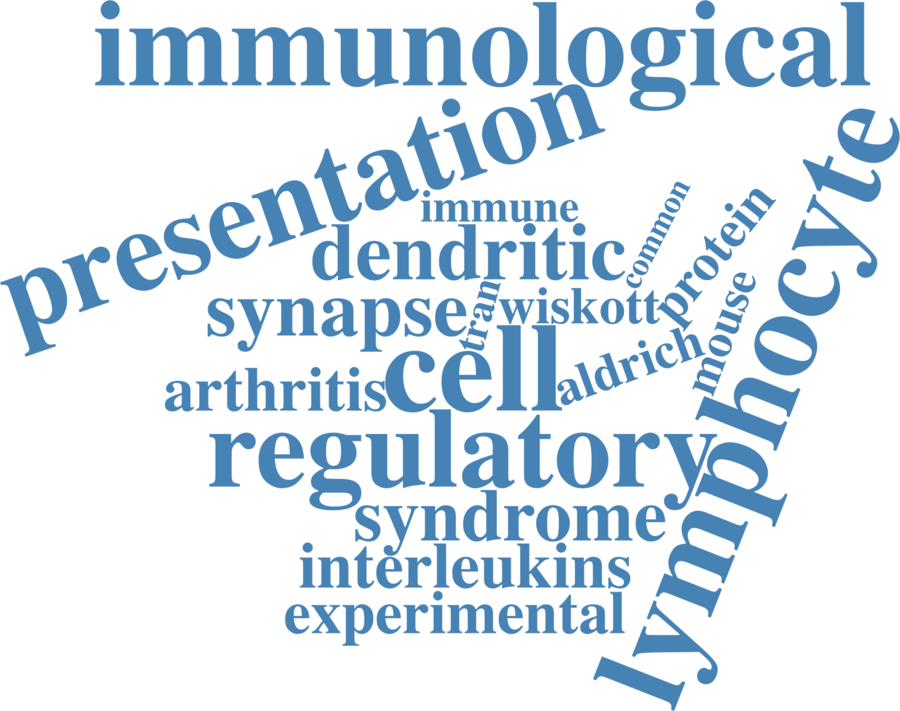 immunological
presentation
lymphocyte
immune
common
protein
dendritic
synapse
tran
wiskott
mouse
cell
aldrich
arthritis
regulatory
syndrome
interleukins
experimental